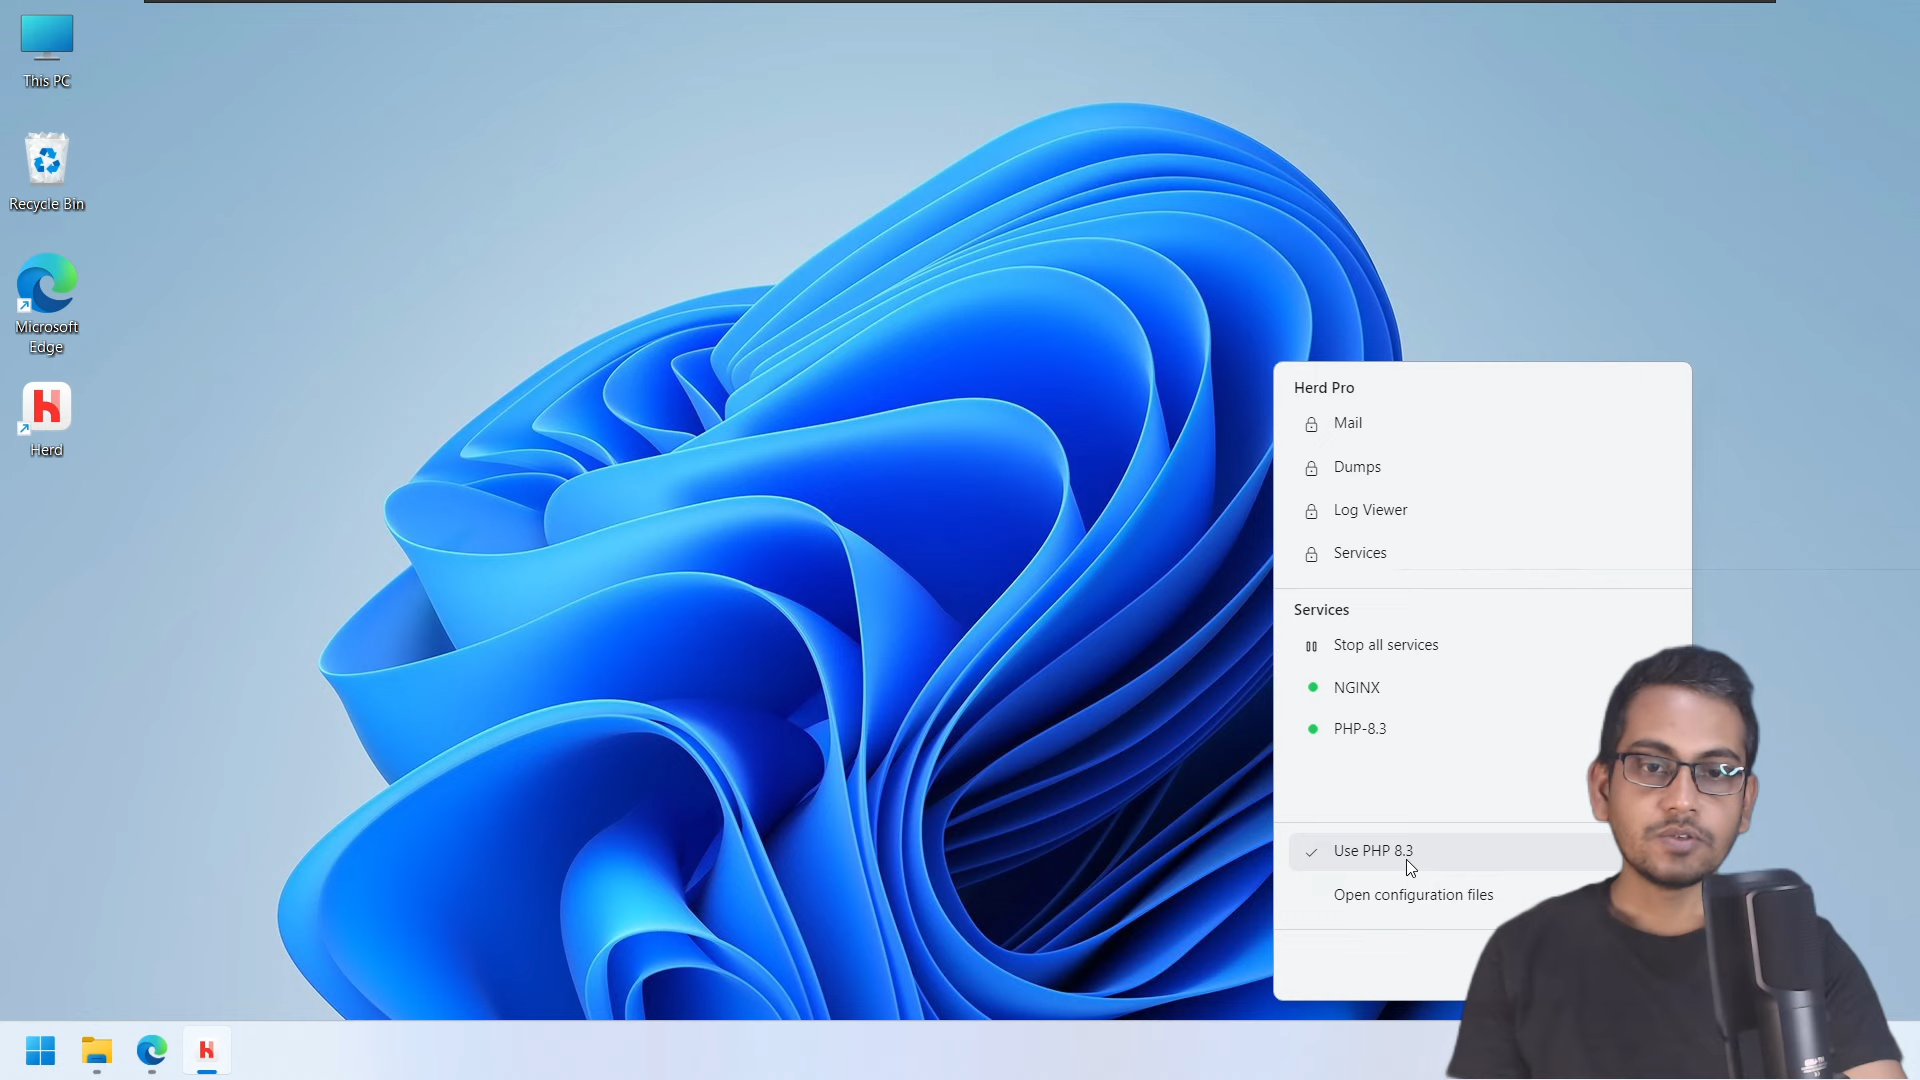 This PC
Recycle Bin
Microsoft
Edge
Herd
Herd Pro
Mail
Dumps
Log Viewer
Services
Services
Stop all services
NGINX
PHP-8.3
Use PHP 8.3
Open configuration files